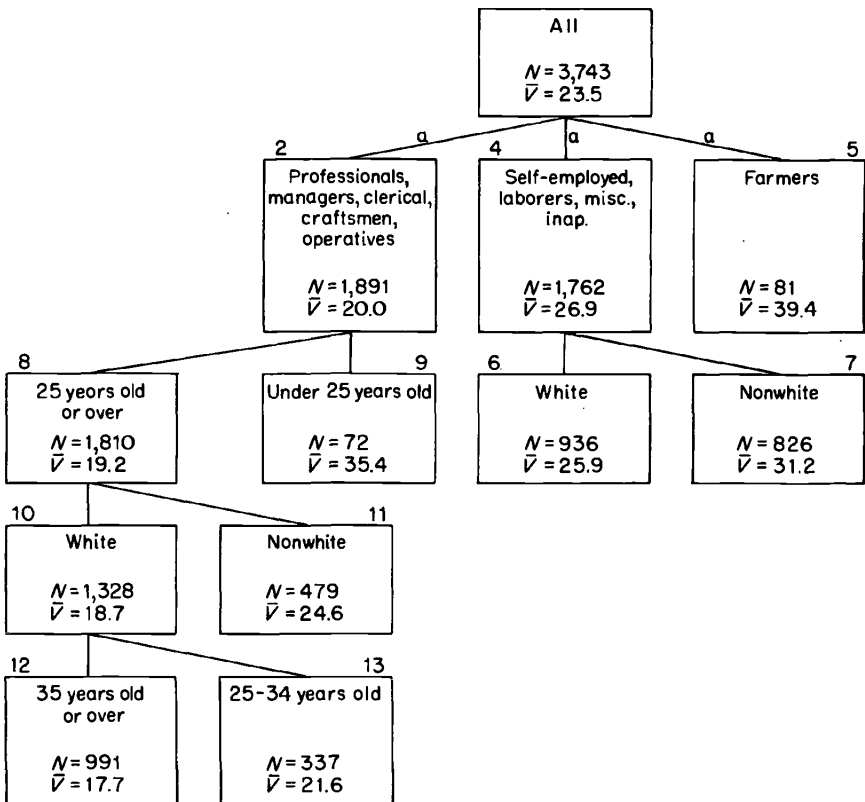 All
N = 3,743
V̄ = 23.5
a
a
a
2
Professionals,
managers, clerical,
craftsmen,
operatives
N = 1,891
V̄ = 20.0
4
Self-employed,
laborers, misc.,
inap.
N = 1,762
V̄ = 26.9
5
Farmers
N = 81
V̄ = 39.4
8
25 years old
or over
N = 1,810
V̄ = 19.2
9
Under 25 years old
N = 72
V̄ = 35.4
6
White
N = 936
V̄ = 25.9
7
Nonwhite
N = 826
V̄ = 31.2
10
White
N = 1,328
V̄ = 18.7
11
Nonwhite
N = 479
V̄ = 24.6
12
35 years old
or over
N = 991
V̄ = 17.7
13
25-34 years old
N = 337
V̄ = 21.6